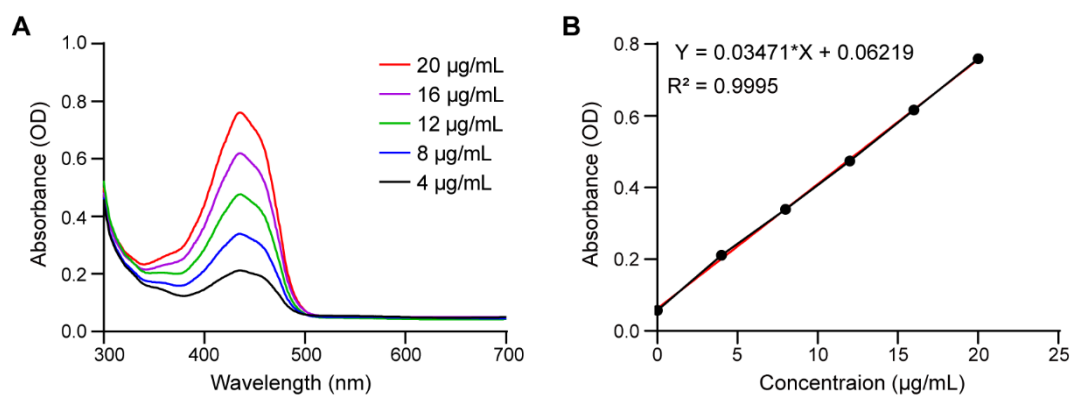 A
Absorbance (OD)
1.0
0.8
0.6
0.4
0.2
0.0
300
400
500
600
700
Wavelength (nm)
20 µg/mL
16 µg/mL
12 µg/mL
8 µg/mL
4 µg/mL
B
Y = 0.03471*X + 0.06219
R² = 0.9995
Absorbance (OD)
0.8
0.6
0.4
0.2
0.0
0
5
10
15
20
25
Concentraion (µg/mL)